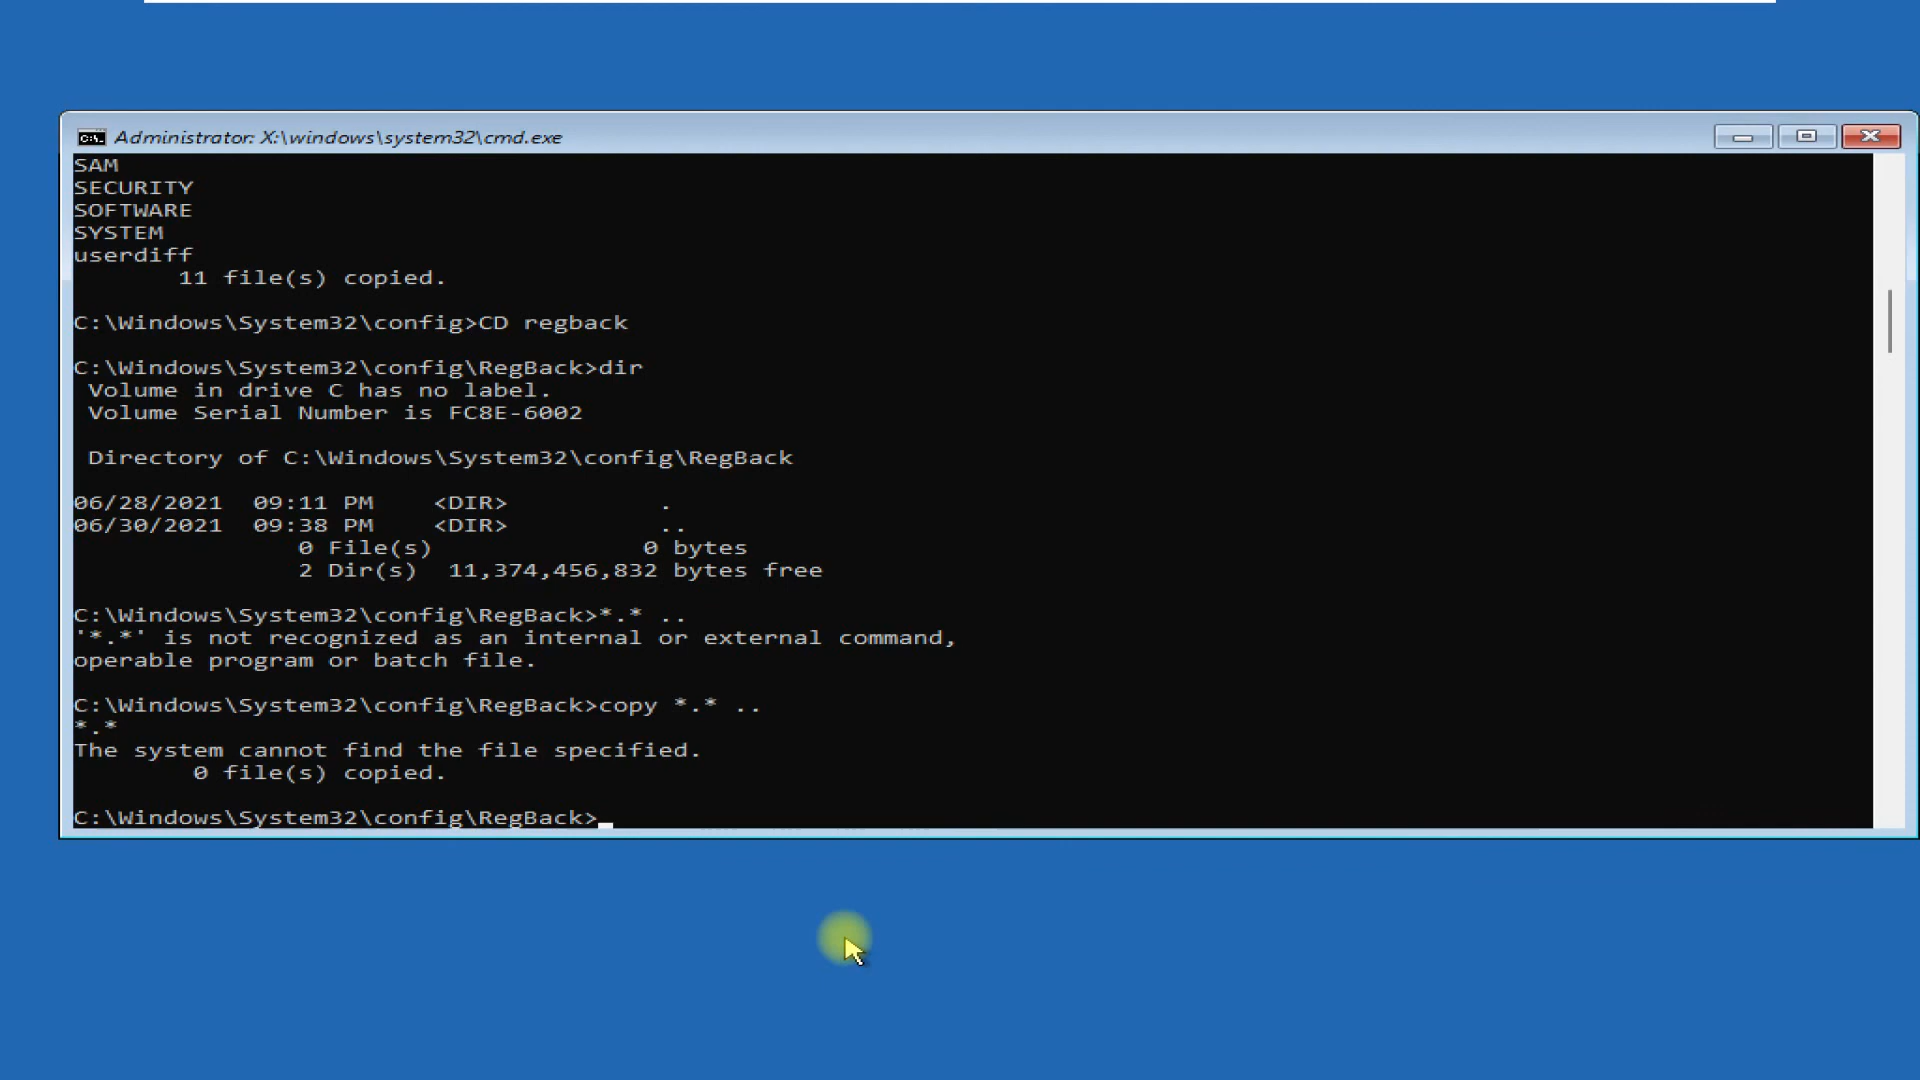 Administrator: X:\windows\system32\cmd.exe
SAM
SECURITY
SOFTWARE
SYSTEM
userdiff
11 file(s) copied.
C:\Windows\System32\config>CD regback
C:\Windows\System32\config\RegBack>dir
Volume in drive C has no label.
Volume Serial Number is FC8E-6002
Directory of C:\Windows\System32\config\RegBack
06/28/2021 09:11 PM <DIR> .
06/30/2021 09:38 PM <DIR> ..
0 File(s) 0 bytes
2 Dir(s) 11,374,456,832 bytes free
C:\Windows\System32\config\RegBack>*.* ..
'*.*' is not recognized as an internal or external command,
operable program or batch file.
C:\Windows\System32\config\RegBack>copy *.* ..
*.*
The system cannot find the file specified.
0 file(s) copied.
C:\Windows\System32\config\RegBack>